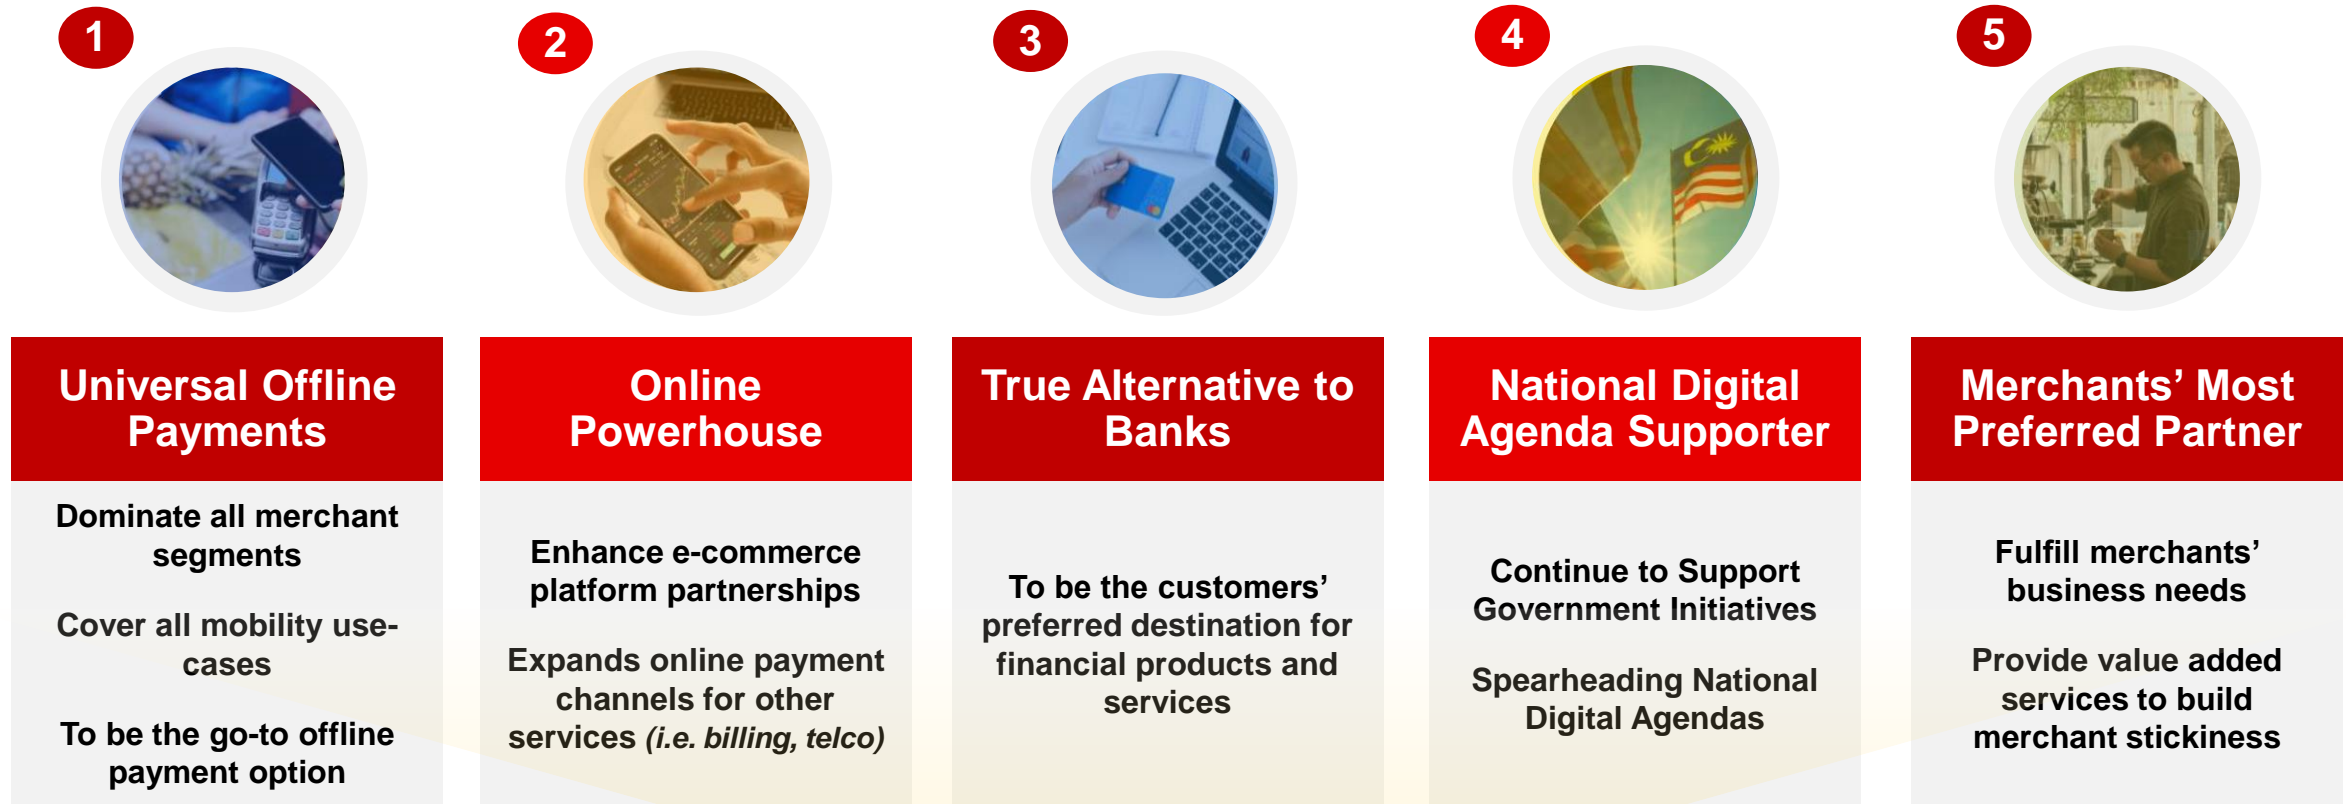 1
Universal Offline
Payments
Dominate all merchant
segments
Cover all mobility use-
cases
To be the go-to offline
payment option
2
Online
Powerhouse
Enhance e-commerce
platform partnerships
Expands online payment
channels for other
services (i.e. billing, telco)
3
True Alternative to
Banks
To be the customers’
preferred destination for
financial products and
services
4
National Digital
Agenda Supporter
Continue to Support
Government Initiatives
Spearheading National
Digital Agendas
5
Merchants’ Most
Preferred Partner
Fulfill merchants’
business needs
Provide value added
services to build
merchant stickiness